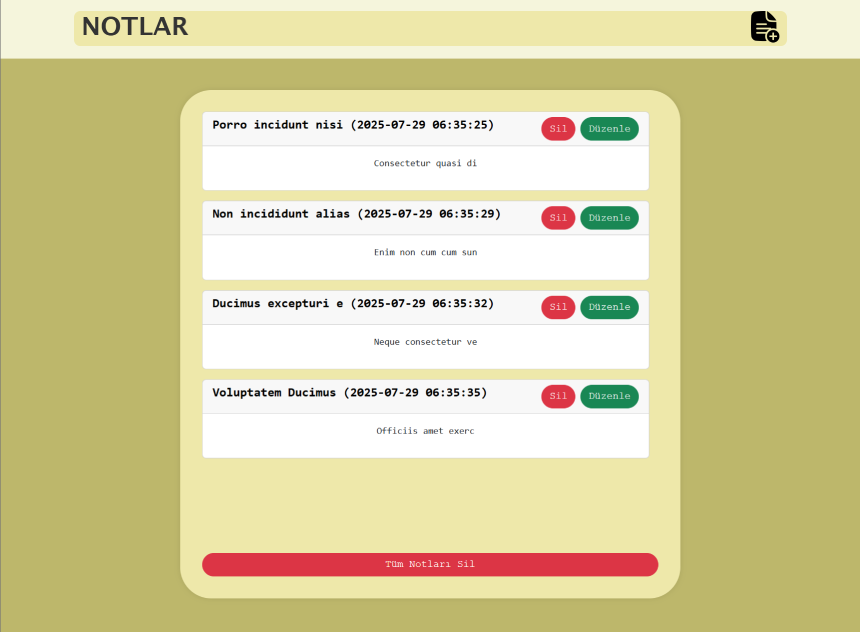 NOTLAR
Porro incidunt nisi (2025-07-29 06:35:25) Sil Düzenle
Consectetur quasi di
Non incididunt alias (2025-07-29 06:35:29) Sil Düzenle
Enim non cum cum sun
Ducimus excepturi e (2025-07-29 06:35:32) Sil Düzenle
Neque consectetur ve
Voluptatem Ducimus (2025-07-29 06:35:35) Sil Düzenle
Officiis amet exerc
Tüm Notları Sil